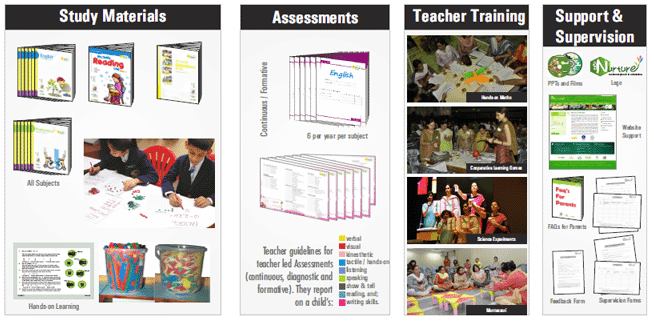 Study Materials
English
Reading
All Subjects
Hands on Learning
Assessments
Continuous / Formative
English
6 per year per subject
Teacher guidelines for
teacher led Assessments
(continuous, diagnostic and
formative). They report
on a child's:
verbal
visual
kinesthetic
tactile / hands on
listening
speaking
show & tell
reading, and;
writing skills.
Teacher Training
Hands on Maths
Cooperative learning Games
Science Experiments
Montessori
Support &
Supervision
PPTs and Films
Nurture
Logo
Website
Support
Faq's
For
Parents
FAQs for Parents
Feedback Form
Supervision Forms